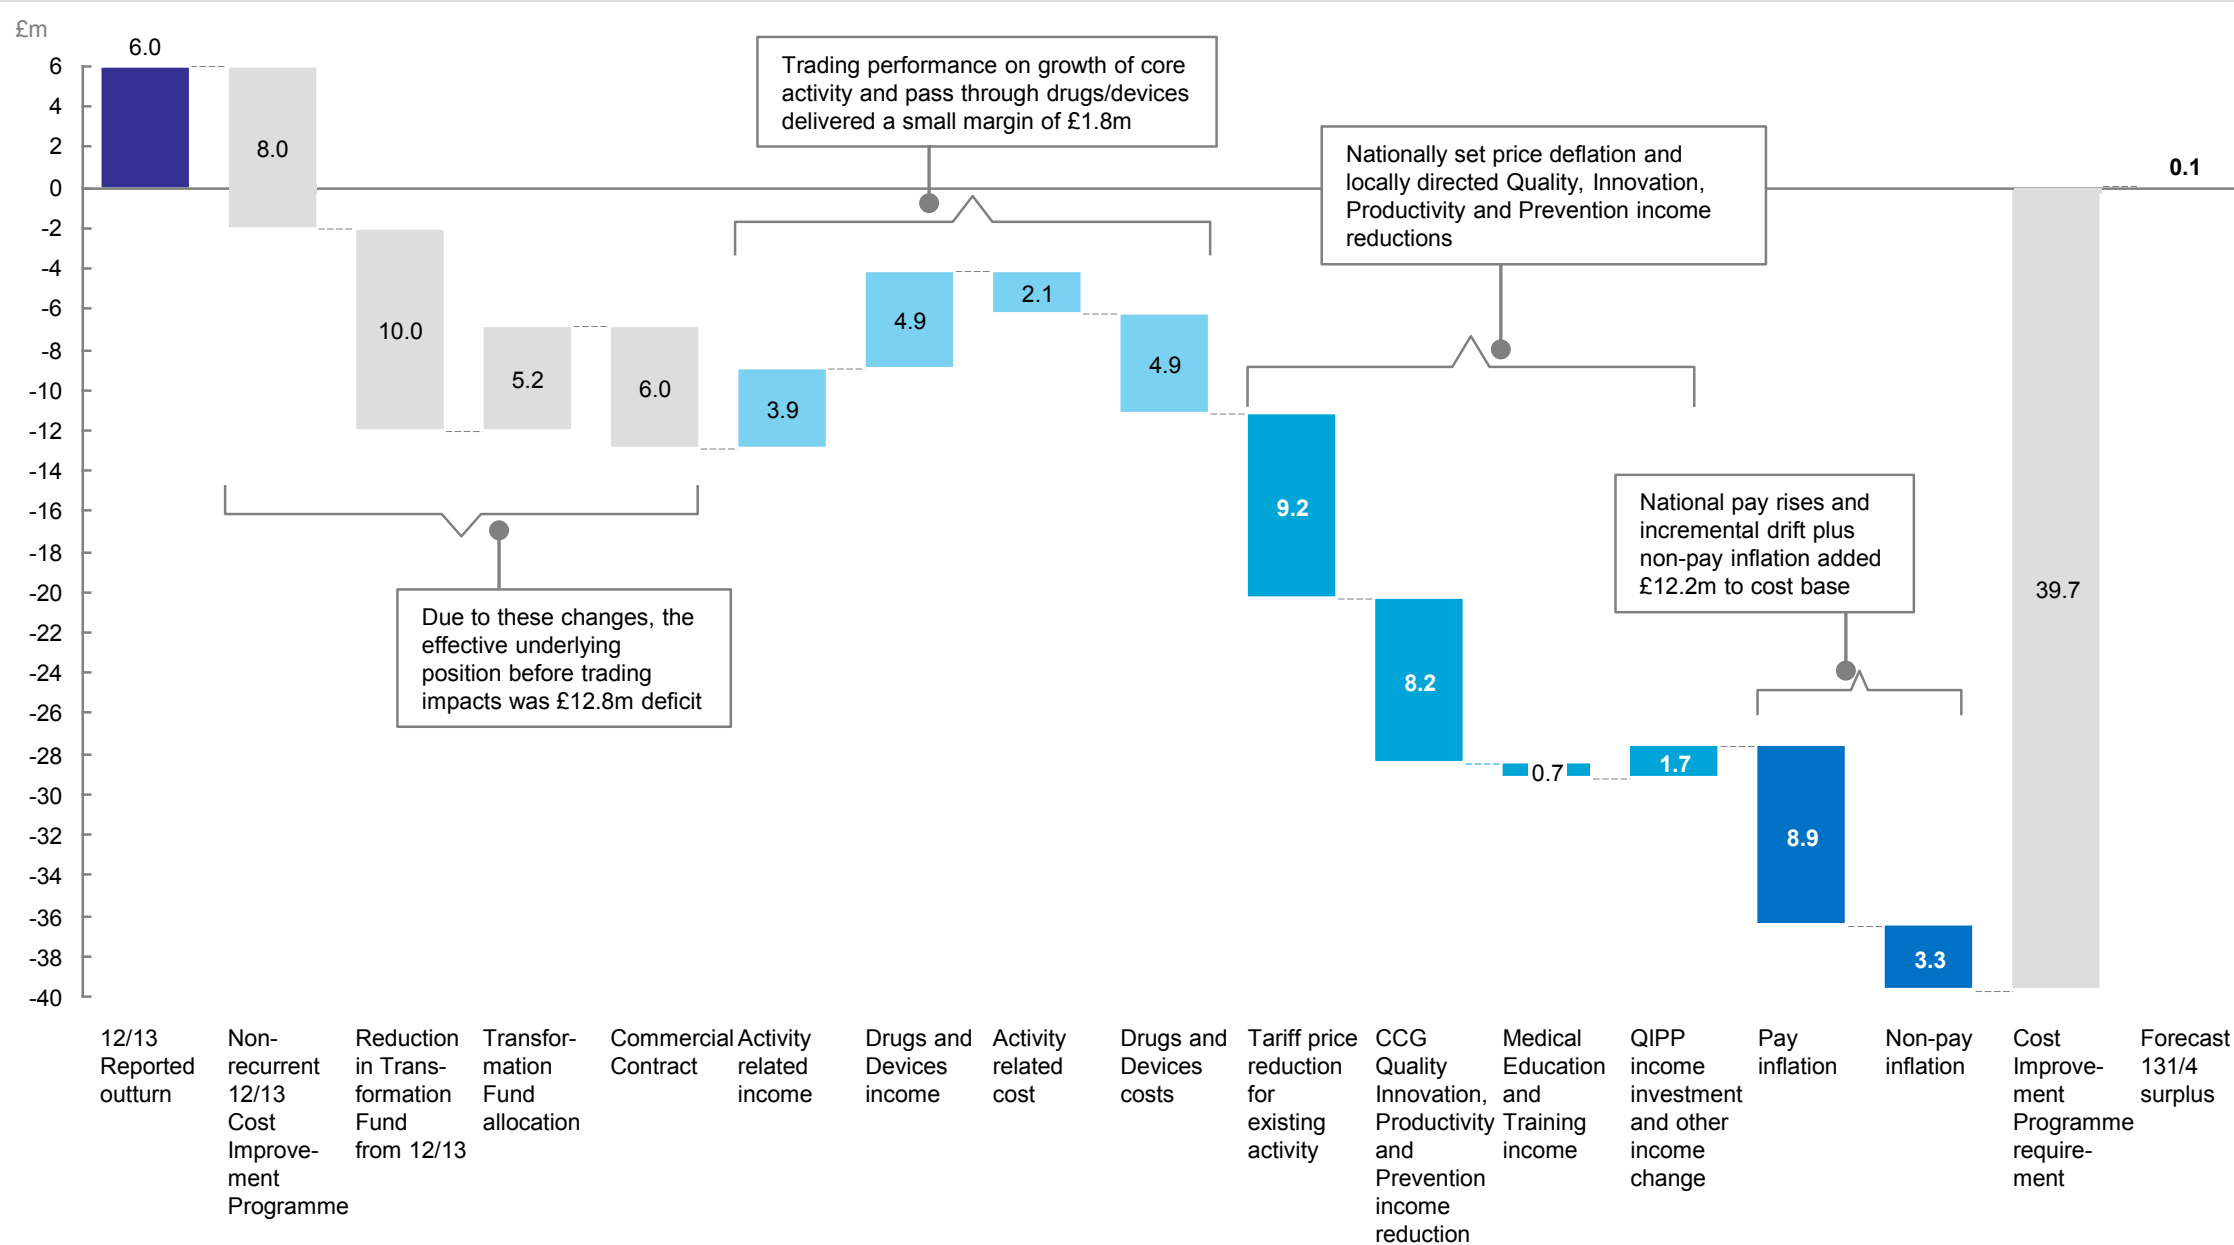 £m
6.0
6
4
2
0
-2
-4
-6
-8
-10
-12
-14
-16
-18
-20
-22
-24
-26
-28
-30
-32
-34
-36
-38
-40
8.0
10.0
5.2
6.0
3.9
4.9
2.1
4.9
9.2
8.2
0.7
1.7
8.9
3.3
39.7
0.1
Trading performance on growth of core
activity and pass through drugs/devices
delivered a small margin of £1.8m
Nationally set price deflation and
locally directed Quality, Innovation,
Productivity and Prevention income
reductions
National pay rises and
incremental drift plus
non-pay inflation added
£12.2m to cost base
Due to these changes, the
effective underlying
position before trading
impacts was £12.8m deficit
12/13
Reported
outturn
Non-
recurrent
12/13
Cost
Improve-
ment
Programme
Reduction
in Trans-
formation
Fund
from 12/13
Transfor-
mation
Fund
allocation
Commercial
Contract
Activity
related
income
Drugs and
Devices
income
Activity
related
cost
Drugs and
Devices
costs
Tariff price
reduction
for
existing
activity
CCG
Quality
Innovation,
Productivity
and
Prevention
income
reduction
Medical
Education
and
Training
income
QIPP
income
investment
and other
income
change
Pay
inflation
Non-pay
inflation
Cost
Improve-
ment
Programme
require-
ment
Forecast
131/4
surplus